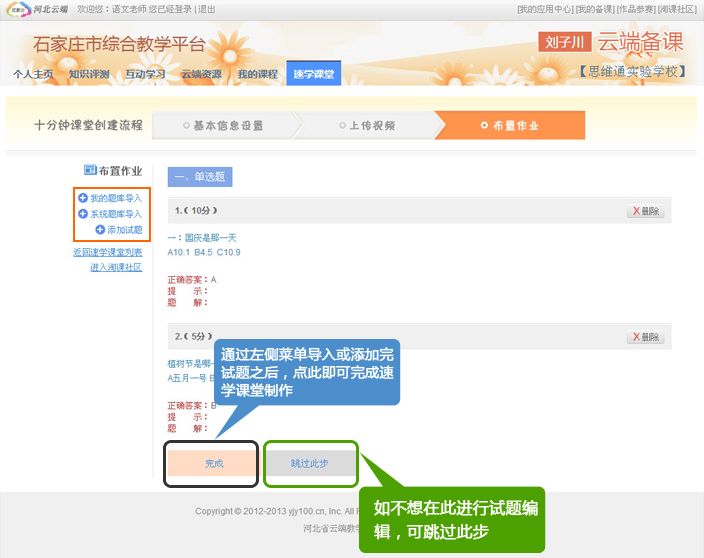 河北云端 欢迎您：语文老师 您已经登录 | 退出 [我的应用中心] [我的备课] [作品参赛] [淘课社区]
石家庄市综合教学平台 刘子川 云端备课
个人主页 知识评测 互动学习 云端资源 我的课程 速学课堂 【思维通实验学校】
十分钟课堂创建流程 基本信息设置 上传视频 布置作业
布置作业
我的题库导入
系统题库导入
添加试题
返回速学课堂列表
进入淘课社区
一、单选题
1.( 10分 ) X删除
一：国庆是那一天
A10.1 B4.5 C10.9
正确答案：A
提 示：
题 解：
2.( 5分 ) X删除
植树节是哪一
A五月一号 B
正确答案：B
提 示：
题 解：
通过左侧菜单导入或添加完
试题之后，点此即可完成速
学课堂制作
完成 跳过此步
如不想在此进行试题编
辑，可跳过此步
Copyright © 2012-2013 yjy100.cn, Inc. All
河北省云端教学